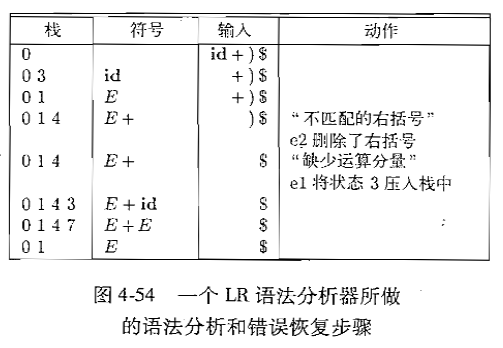 栈 符号 输入 动作
0 id + ) $
0 3 id + ) $
0 1 E + ) $
0 1 4 E + ) $ “不匹配的右括号”
e2 删除了右括号
0 1 4 E + $ “缺少运算分量”
e1 将状态 3 压入栈中
0 1 4 3 E + id $
0 1 4 7 E + E $
0 1 E $
图 4-54 一个 LR 语法分析器所做
的语法分析和错误恢复步骤